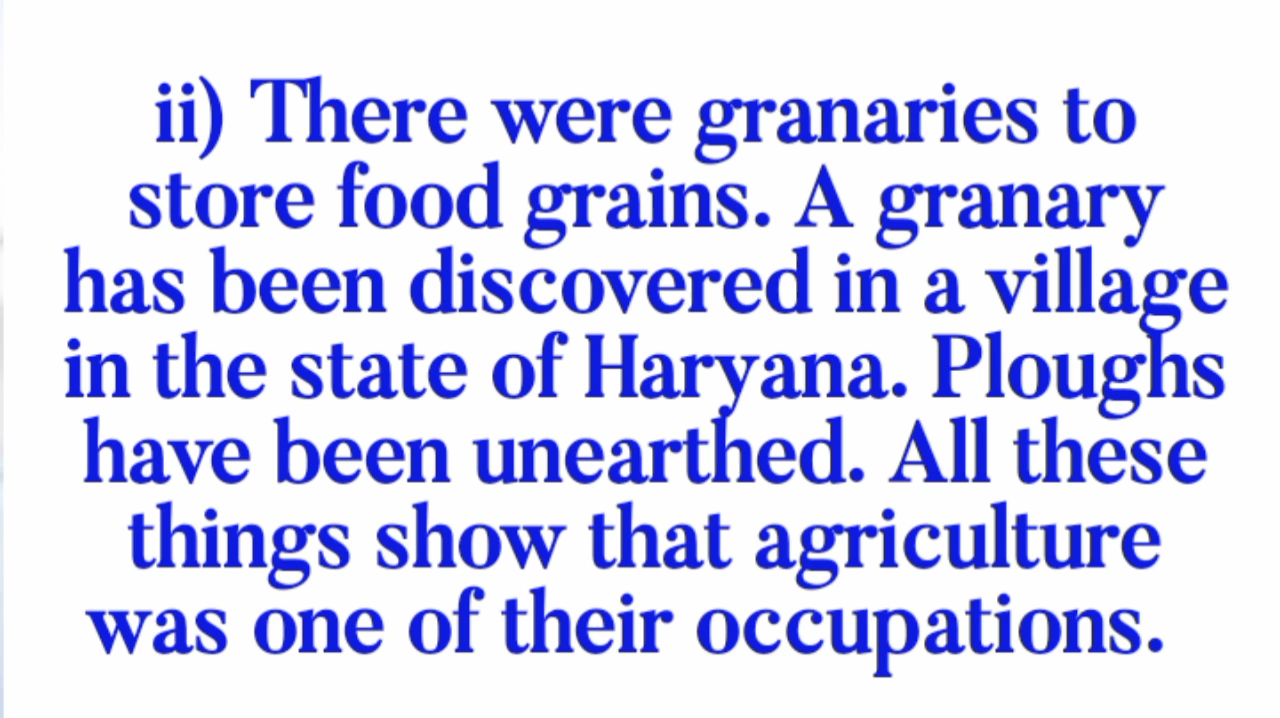 ii) There were granaries to
store food grains. A granary
has been discovered in a village
in the state of Haryana. Ploughs
have been unearthed. All these
things show that agriculture
was one of their occupations.